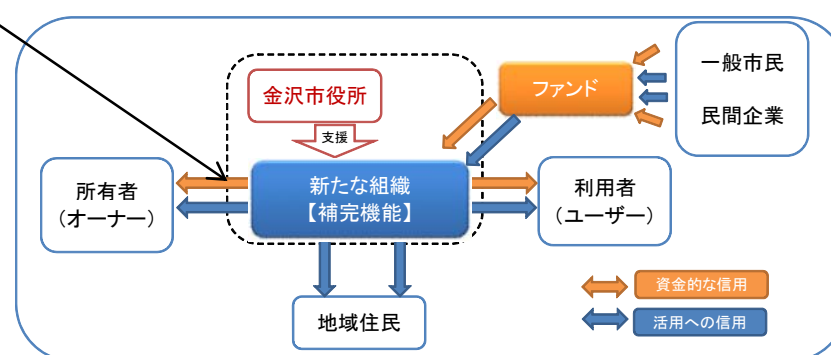 一般市民
民間企業
ファンド
金沢市役所
支援
所有者
（オーナー）
新たな組織
【補完機能】
利用者
（ユーザー）
地域住民
資金的な信用
活用への信用